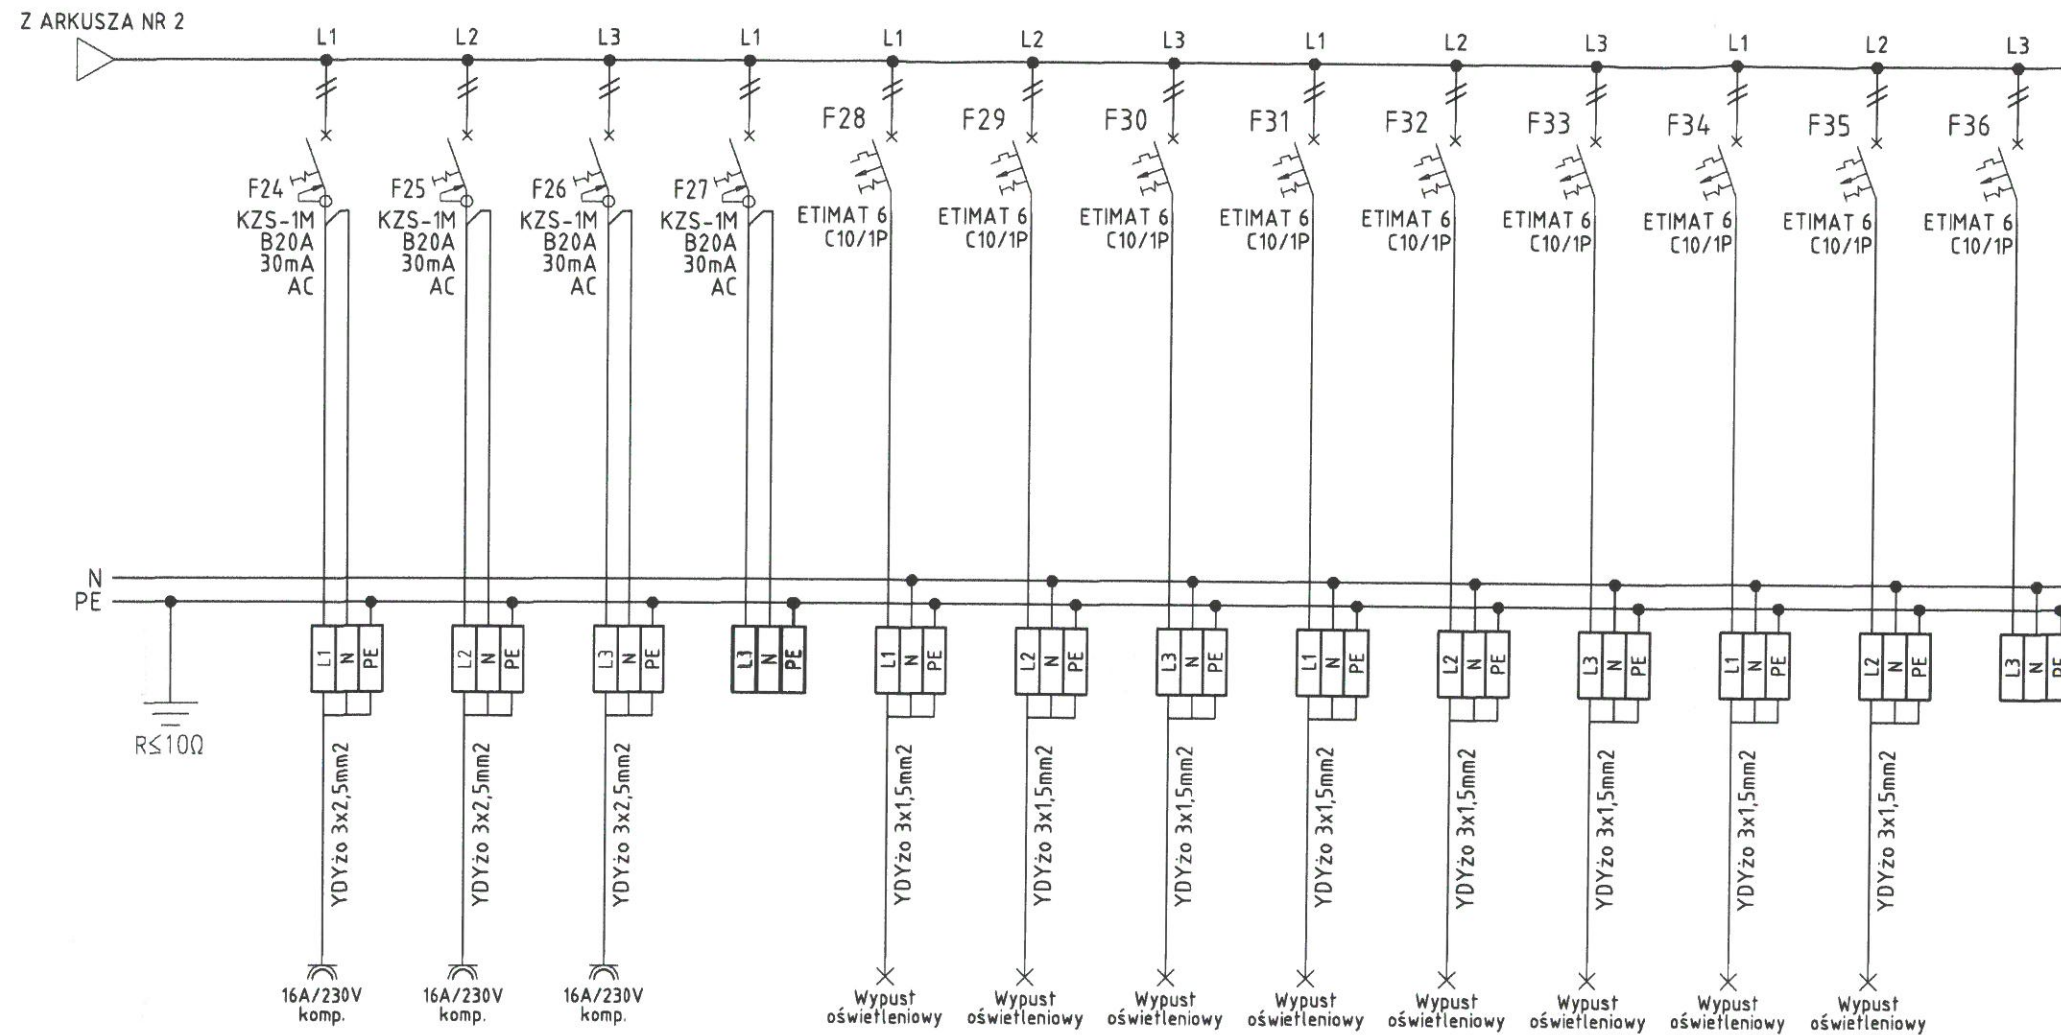 Z ARKUSZA NR 2
L1 L2 L3 L1 L1 L2 L3 L1 L2 L3 L1 L2 L3
F28 F29 F30 F31 F32 F33 F34 F35 F36
F24 F25 F26 F27
KZS-1M KZS-1M KZS-1M KZS-1M ETIMAT 6 ETIMAT 6 ETIMAT 6 ETIMAT 6 ETIMAT 6 ETIMAT 6 ETIMAT 6 ETIMAT 6 ETIMAT 6
B20A B20A B20A B20A C10/1P C10/1P C10/1P C10/1P C10/1P C10/1P C10/1P C10/1P C10/1P
30mA 30mA 30mA 30mA
AC AC AC AC
N
PE
L1 N PE L2 N PE L3 N PE L3 N PE L1 N PE L2 N PE L3 N PE L1 N PE L2 N PE L3 N PE L1 N PE L2 N PE L3 N PE
R≤10Ω
YDYżo 3x2,5mm2 YDYżo 3x2,5mm2 YDYżo 3x2,5mm2 YDYżo 3x1,5mm2 YDYżo 3x1,5mm2 YDYżo 3x1,5mm2 YDYżo 3x1,5mm2 YDYżo 3x1,5mm2 YDYżo 3x1,5mm2 YDYżo 3x1,5mm2 YDYżo 3x1,5mm2
16A/230V 16A/230V 16A/230V Wypust Wypust Wypust Wypust Wypust Wypust Wypust Wypust
komp. komp. komp. oświetleniowy oświetleniowy oświetleniowy oświetleniowy oświetleniowy oświetleniowy oświetleniowy oświetleniowy